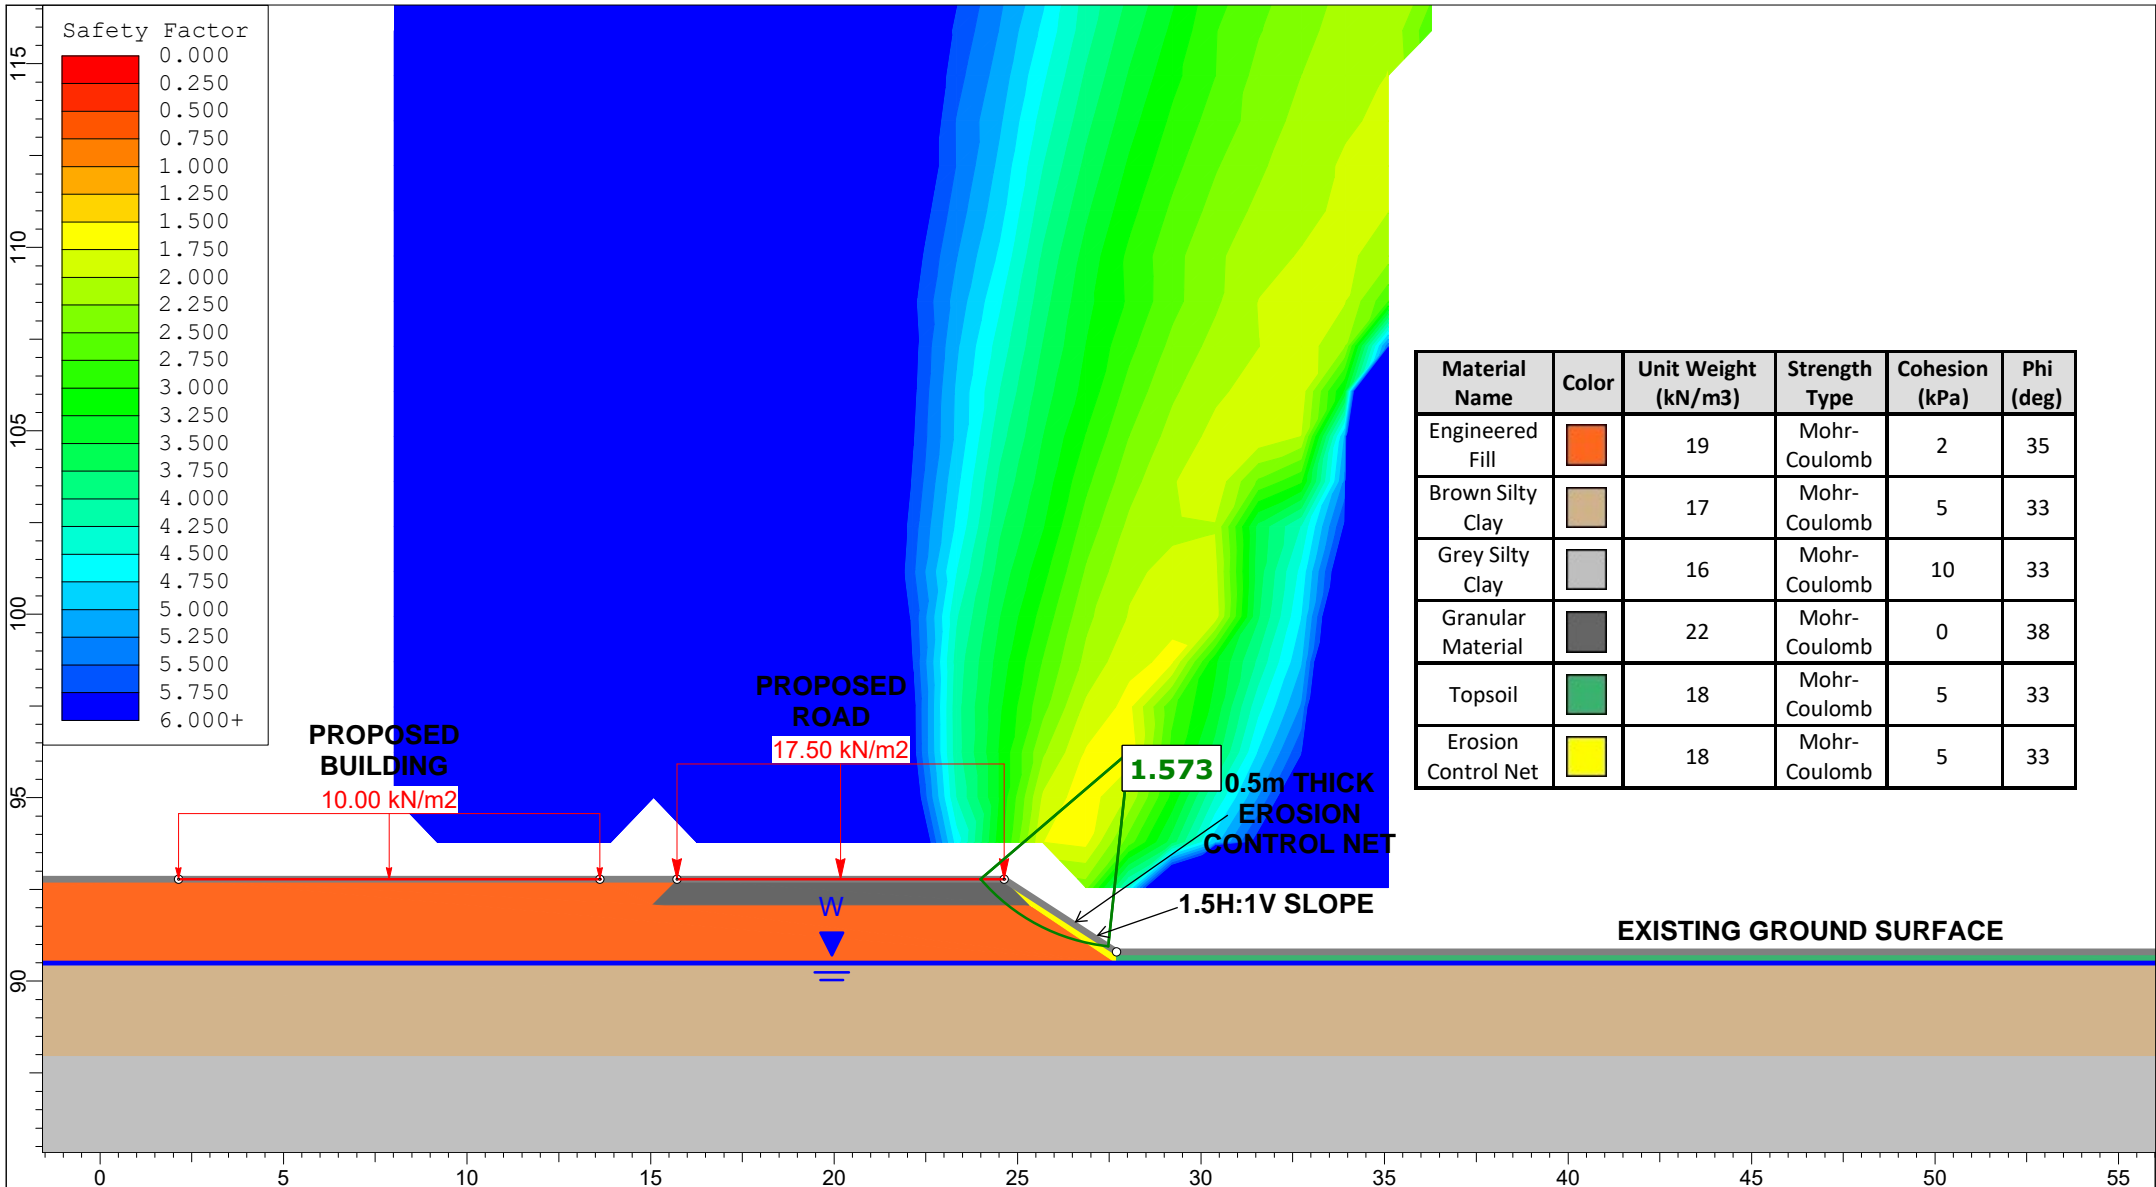 Safety Factor
0.000
0.250
0.500
0.750
1.000
1.250
1.500
1.750
2.000
2.250
2.500
2.750
3.000
3.250
3.500
3.750
4.000
4.250
4.500
4.750
5.000
5.250
5.500
5.750
6.000+
115
110
105
100
95
90
PROPOSED
BUILDING
10.00 kN/m2
PROPOSED
ROAD
17.50 kN/m2
W
1.573
0.5m THICK
EROSION
CONTROL NET
1.5H:1V SLOPE
EXISTING GROUND SURFACE
Material Name Color Unit Weight (kN/m3) Strength Type Cohesion (kPa) Phi (deg)
Engineered Fill 19 Mohr-Coulomb 2 35
Brown Silty Clay 17 Mohr-Coulomb 5 33
Grey Silty Clay 16 Mohr-Coulomb 10 33
Granular Material 22 Mohr-Coulomb 0 38
Topsoil 18 Mohr-Coulomb 5 33
Erosion Control Net 18 Mohr-Coulomb 5 33
0 5 10 15 20 25 30 35 40 45 50 55